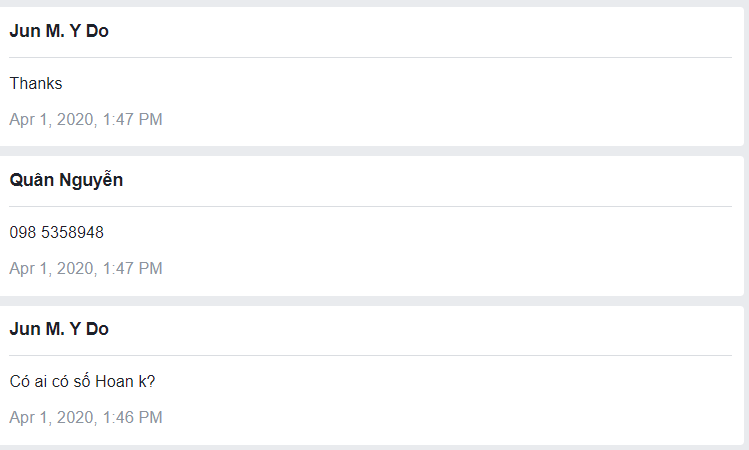 Jun M. Y Do
Thanks
Apr 1, 2020, 1:47 PM
Quân Nguyễn
098 5358948
Apr 1, 2020, 1:47 PM
Jun M. Y Do
Có ai có số Hoan k?
Apr 1, 2020, 1:46 PM